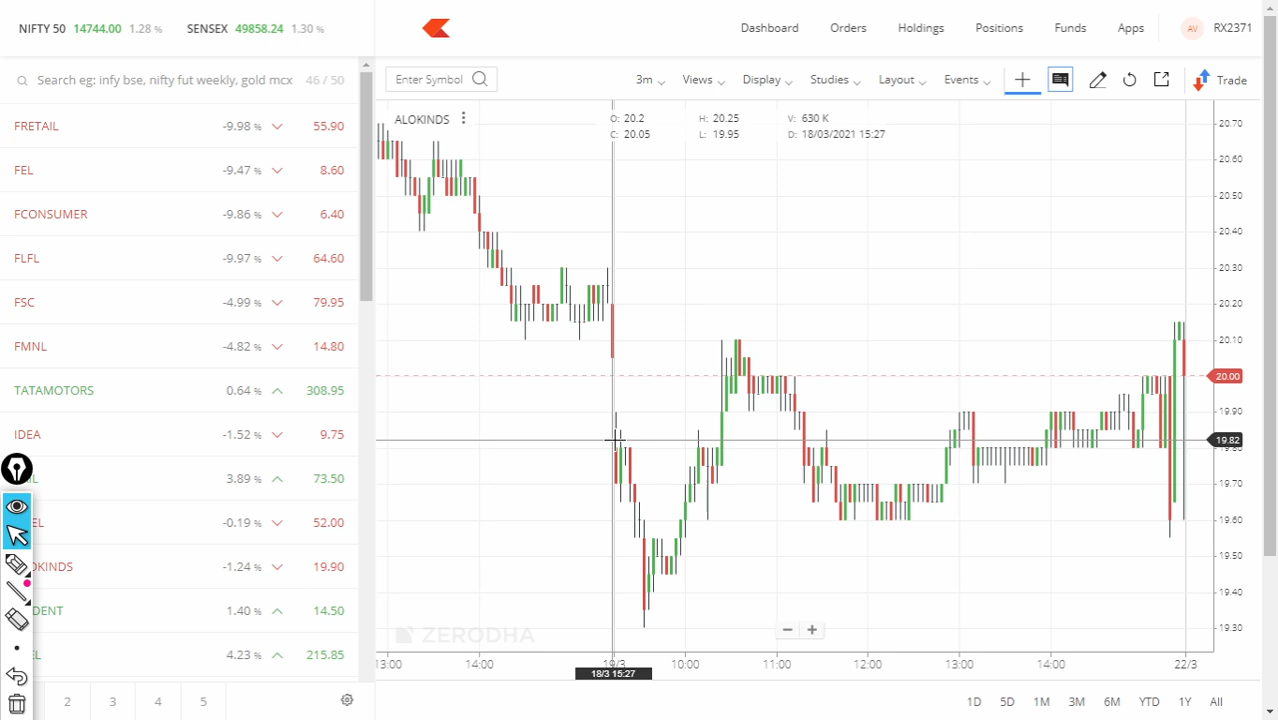 NIFTY 50 14744.00 1.28 % SENSEX 49858.24 1.30 %
Dashboard Orders Holdings Positions Funds Apps AV RX2371
Search eg: infy bse, nifty fut weekly, gold mcx 46 / 50
Enter Symbol 3m Views Display Studies Layout Events Trade
FRETAIL -9.98 % 55.90
FEL -9.47 % 8.60
FCONSUMER -9.86 % 6.40
FLFL -9.97 % 64.60
FSC -4.99 % 79.95
FMNL -4.82 % 14.80
TATAMOTORS 0.64 % 308.95
IDEA -1.52 % 9.75
3.89 % 73.50
EL -0.19 % 52.00
OKINDS -1.24 % 19.90
DENT 1.40 % 14.50
EL 4.23 % 215.85
2 3 4 5
ALOKINDS
O: 20.2 H: 20.25 V: 630 K
C: 20.05 L: 19.95 D: 18/03/2021 15:27
20.70
20.60
20.50
20.40
20.30
20.20
20.10
20.00
19.90
19.82
19.70
19.60
19.50
19.40
19.30
ZERODHA
13:00 14:00 19/3 10:00 11:00 12:00 13:00 14:00 22/3
18/3 15:27
1D 5D 1M 3M 6M YTD 1Y All